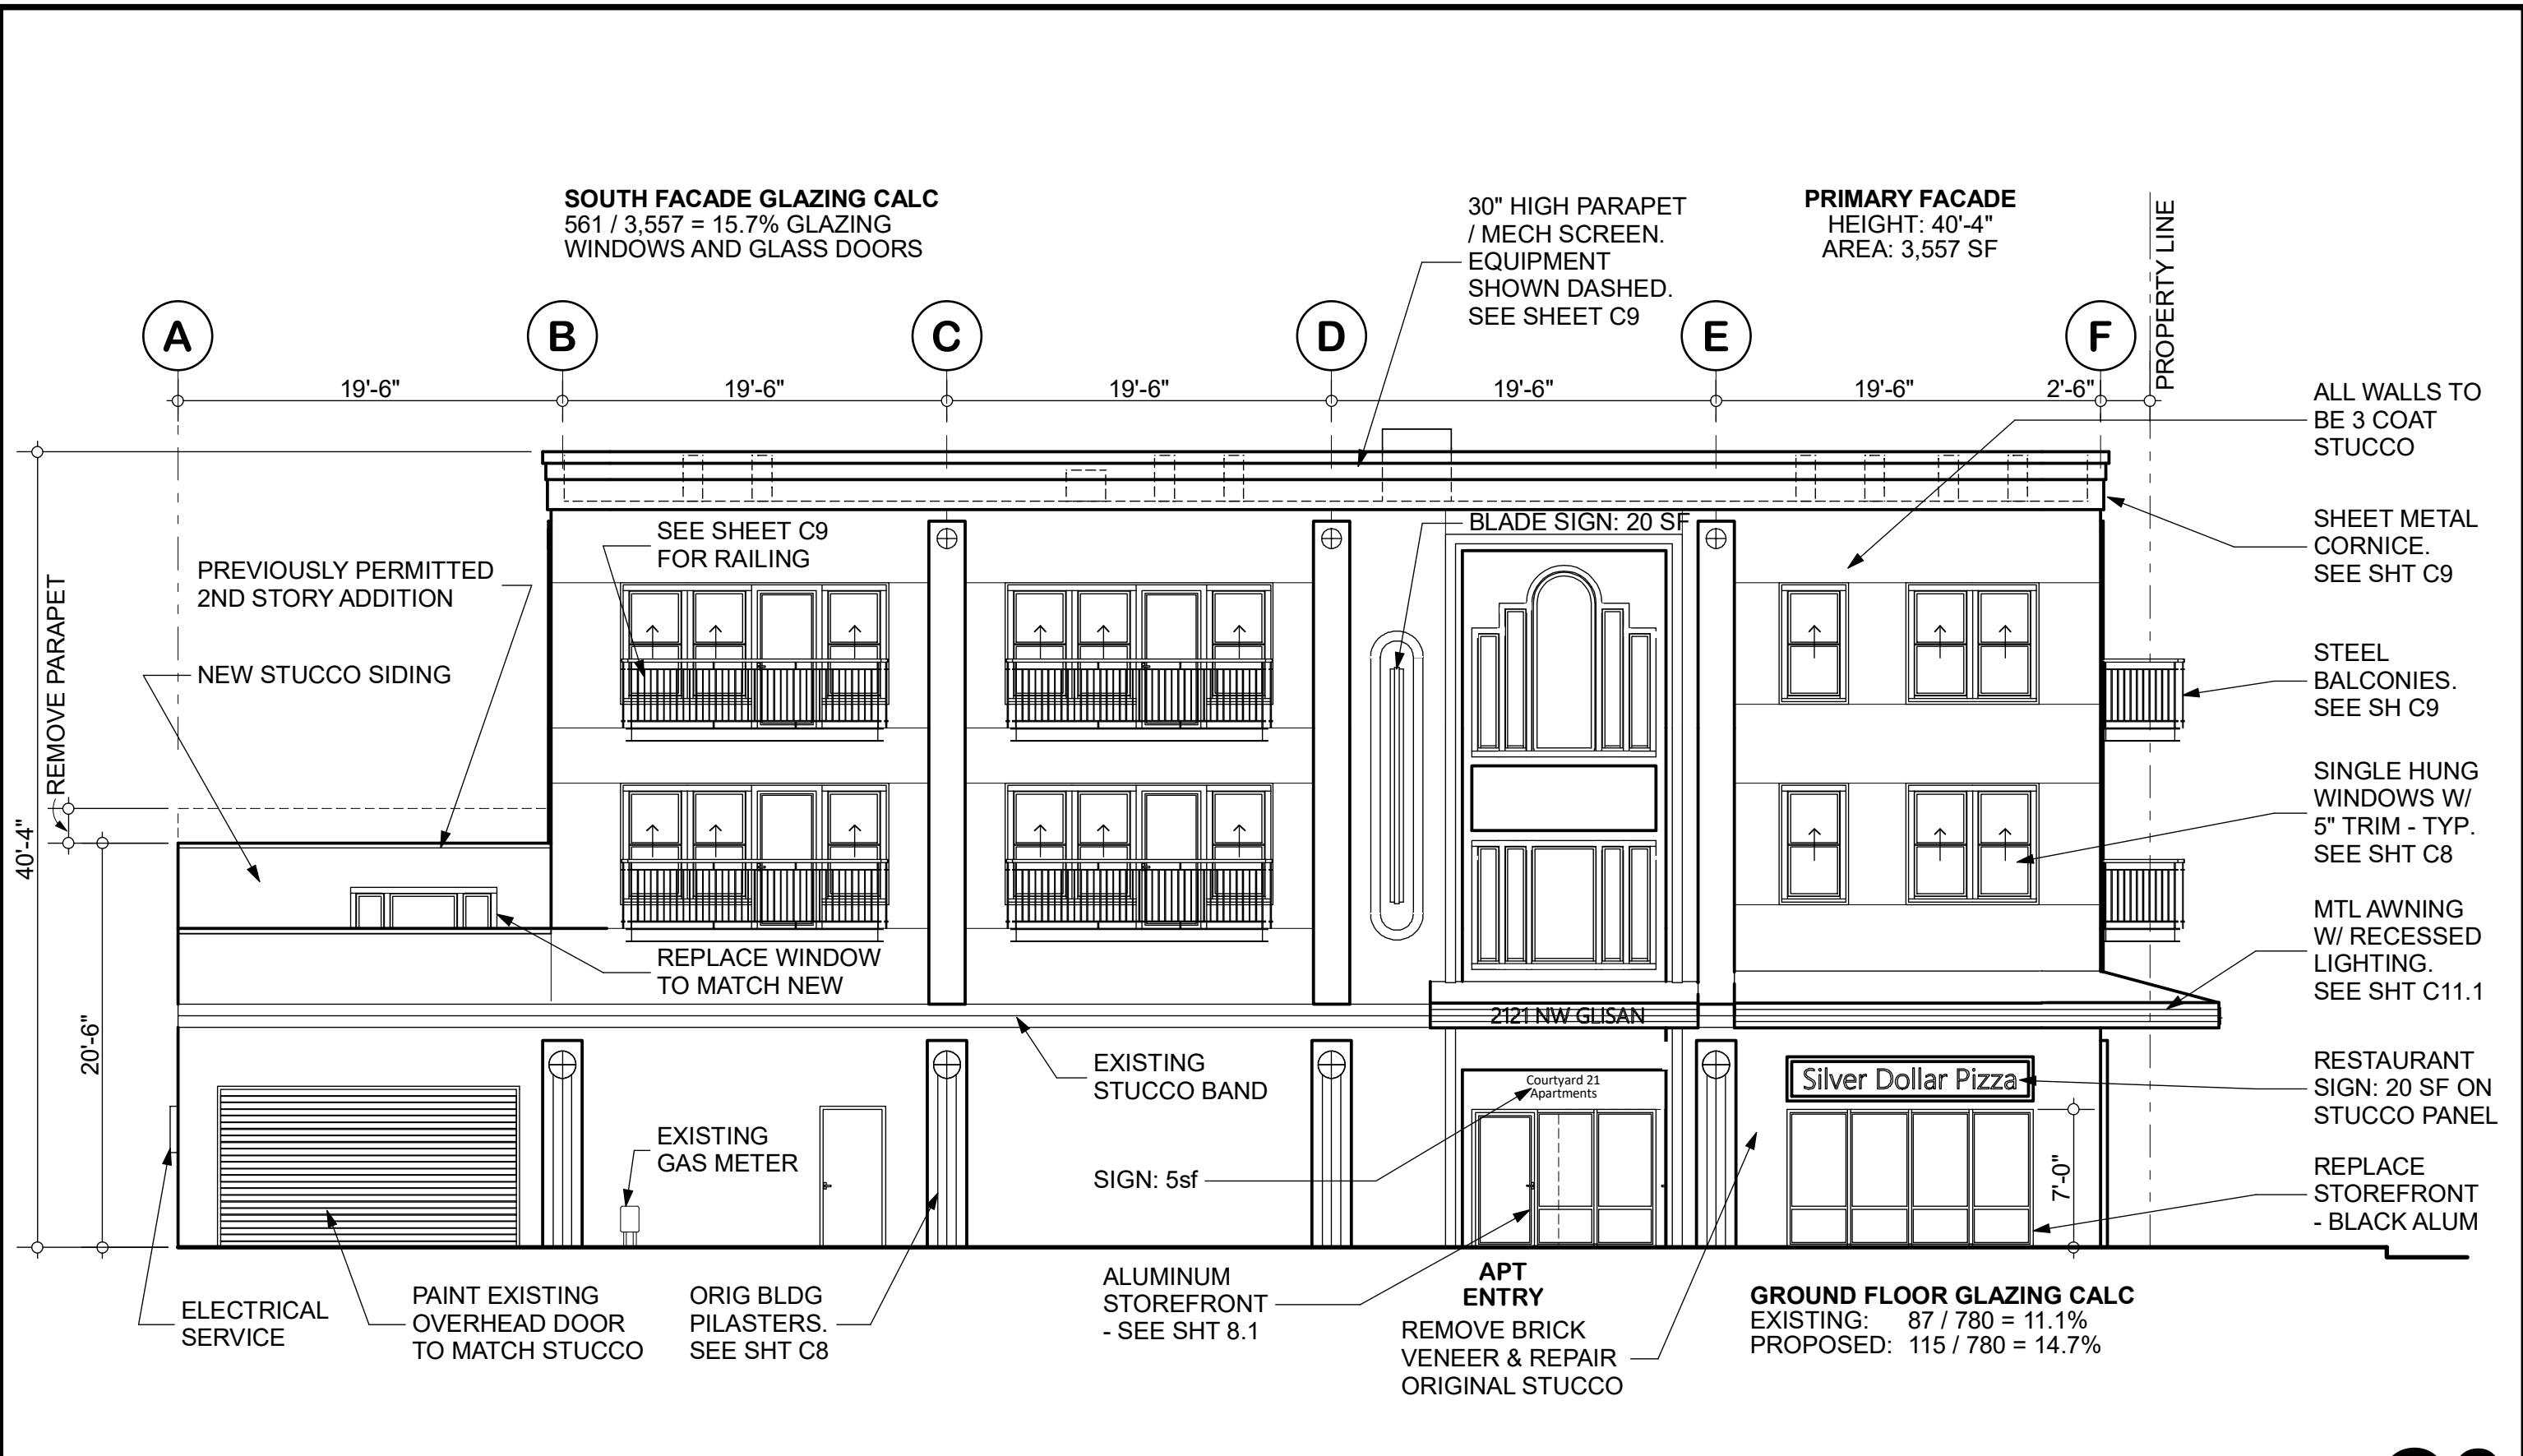 SOUTH FACADE GLAZING CALC
561 / 3,557 = 15.7% GLAZING
WINDOWS AND GLASS DOORS
30" HIGH PARAPET
/ MECH SCREEN.
EQUIPMENT
SHOWN DASHED.
SEE SHEET C9
PRIMARY FACADE
HEIGHT: 40'-4"
AREA: 3,557 SF
PROPERTY LINE
A
B
C
D
E
F
19'-6"
19'-6"
19'-6"
19'-6"
19'-6"
2'-6"
ALL WALLS TO
BE 3 COAT
STUCCO
SHEET METAL
CORNICE.
SEE SHT C9
STEEL
BALCONIES.
SEE SH C9
SINGLE HUNG
WINDOWS W/
5" TRIM - TYP.
SEE SHT C8
MTL AWNING
W/ RECESSED
LIGHTING.
SEE SHT C11.1
RESTAURANT
SIGN: 20 SF ON
STUCCO PANEL
REPLACE
STOREFRONT
- BLACK ALUM
SEE SHEET C9
FOR RAILING
BLADE SIGN: 20 SF
PREVIOUSLY PERMITTED
2ND STORY ADDITION
NEW STUCCO SIDING
REMOVE PARAPET
40'-4"
20'-6"
REPLACE WINDOW
TO MATCH NEW
2121 NW GLISAN
EXISTING
STUCCO BAND
Courtyard 21
Apartments
Silver Dollar Pizza
EXISTING
GAS METER
SIGN: 5sf
7'-0"
ELECTRICAL
SERVICE
PAINT EXISTING
OVERHEAD DOOR
TO MATCH STUCCO
ORIG BLDG
PILASTERS.
SEE SHT C8
ALUMINUM
STOREFRONT
- SEE SHT 8.1
APT
ENTRY
REMOVE BRICK
VENEER & REPAIR
ORIGINAL STUCCO
GROUND FLOOR GLAZING CALC
EXISTING: 87 / 780 = 11.1%
PROPOSED: 115 / 780 = 14.7%